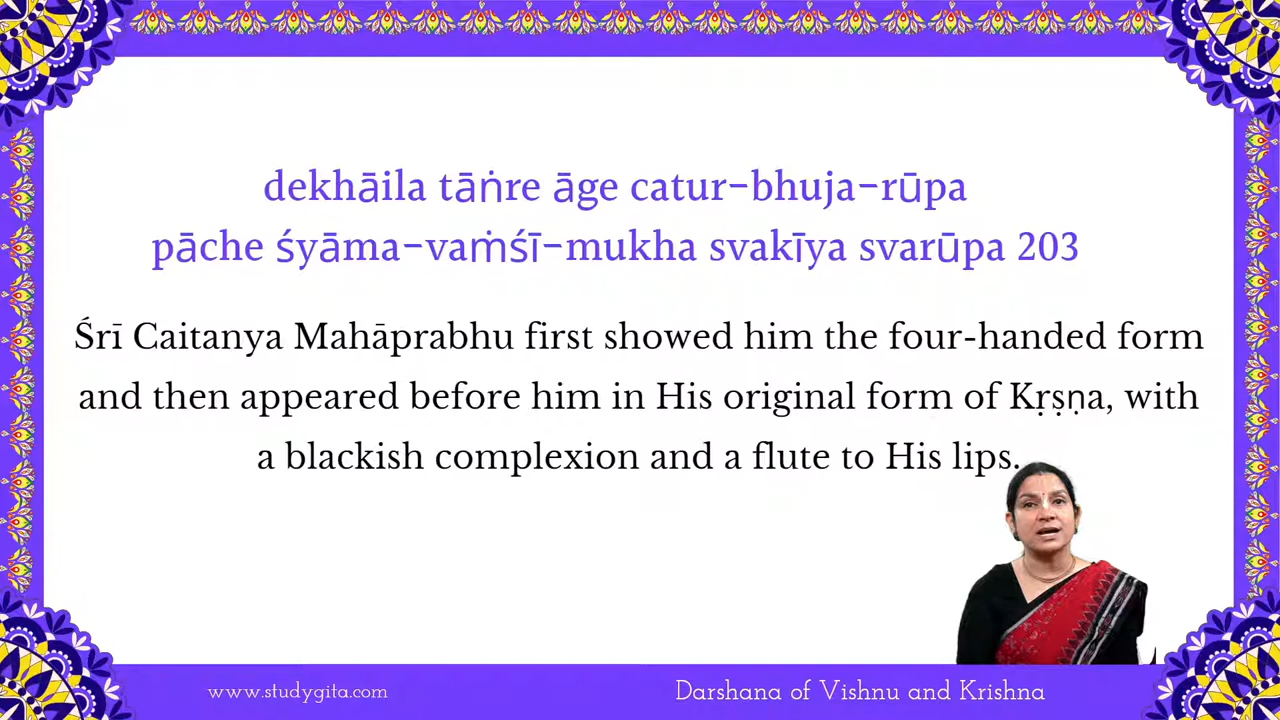 dekhāila tāṅre āge catur-bhuja-rūpa
pāche śyāma-vaṁśī-mukha svakīya svarūpa 203
Śrī Caitanya Mahāprabhu first showed him the four-handed form
and then appeared before him in His original form of Kṛṣṇa, with
a blackish complexion and a flute to His lips.
www.studygita.com
Darshana of Vishnu and Krishna